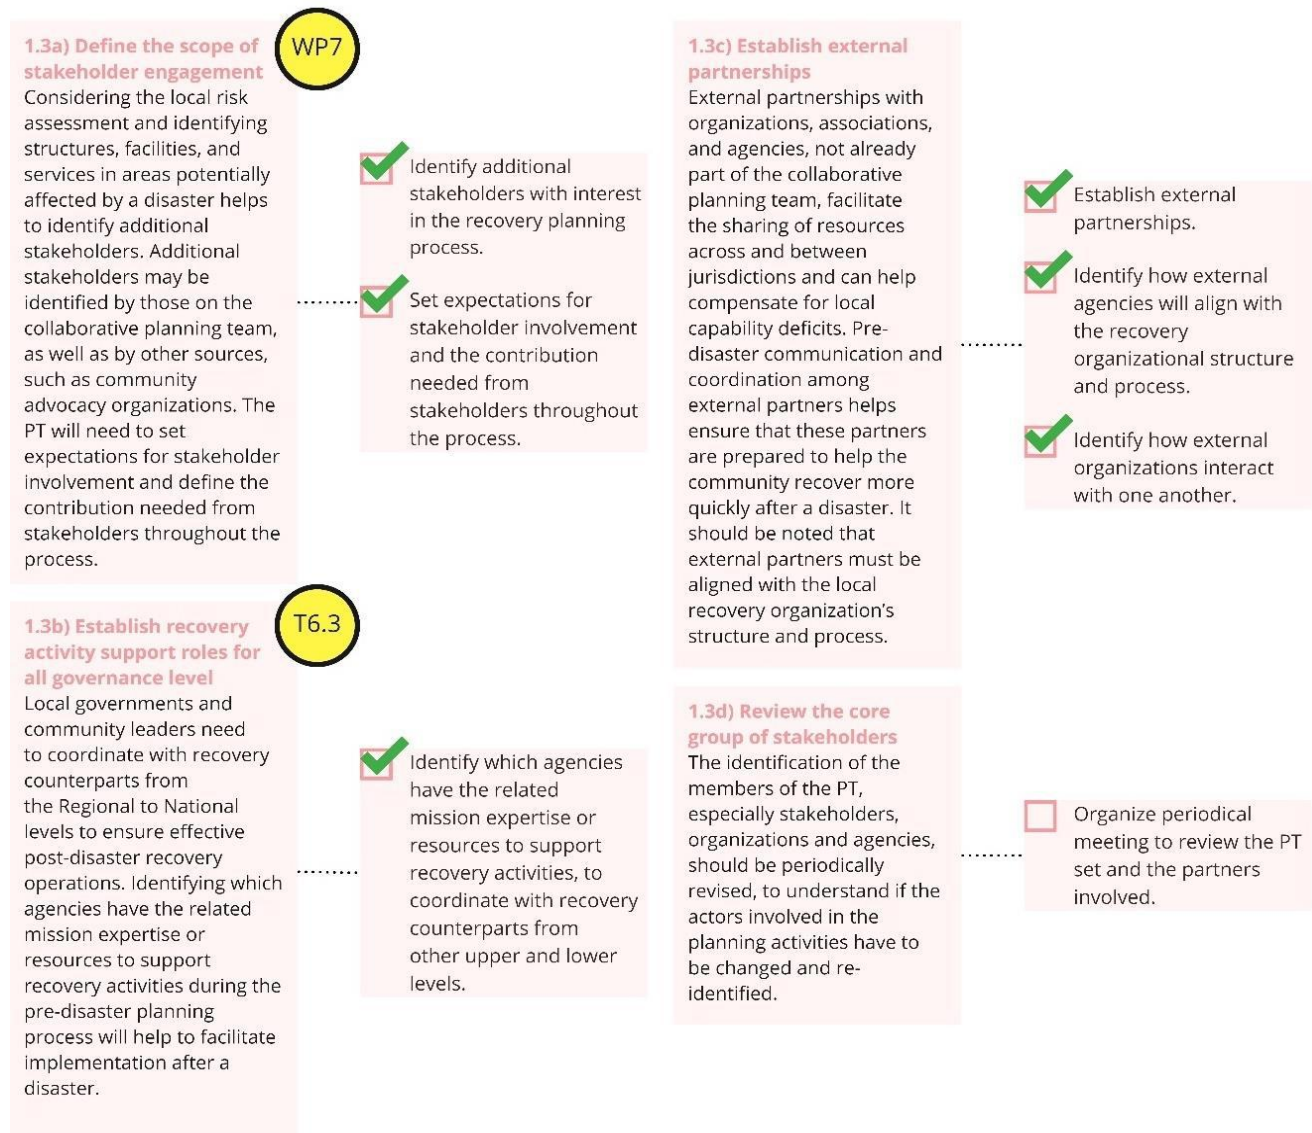 1.3a) Define the scope of
stakeholder engagement
WP7
Considering the local risk
assessment and identifying
structures, facilities, and
services in areas potentially
affected by a disaster helps
to identify additional
stakeholders. Additional
stakeholders may be
identified by those on the
collaborative planning team,
as well as by other sources,
such as community
advocacy organizations. The
PT will need to set
expectations for stakeholder
involvement and define the
contribution needed from
stakeholders throughout the
process.
Identify additional
stakeholders with interest
in the recovery planning
process.
Set expectations for
stakeholder involvement
and the contribution
needed from
stakeholders throughout
the process.
1.3b) Establish recovery
activity support roles for
all governance level
T6.3
Local governments and
community leaders need
to coordinate with recovery
counterparts from
the Regional to National
levels to ensure effective
post-disaster recovery
operations. Identifying which
agencies have the related
mission expertise or
resources to support
recovery activities during the
pre-disaster planning
process will help to facilitate
implementation after a
disaster.
Identify which agencies
have the related
mission expertise or
resources to support
recovery activities, to
coordinate with recovery
counterparts from
other upper and lower
levels.
1.3c) Establish external
partnerships
External partnerships with
organizations, associations,
and agencies, not already
part of the collaborative
planning team, facilitate
the sharing of resources
across and between
jurisdictions and can help
compensate for local
capability deficits. Pre-
disaster communication and
coordination among
external partners helps
ensure that these partners
are prepared to help the
community recover more
quickly after a disaster. It
should be noted that
external partners must be
aligned with the local
recovery organization's
structure and process.
Establish external
partnerships.
Identify how external
agencies will align with
the recovery
organizational structure
and process.
Identify how external
organizations interact
with one another.
1.3d) Review the core
group of stakeholders
The identification of the
members of the PT,
especially stakeholders,
organizations and agencies,
should be periodically
revised, to understand if the
actors involved in the
planning activities have to
be changed and re-
identified.
Organize periodical
meeting to review the PT
set and the partners
involved.